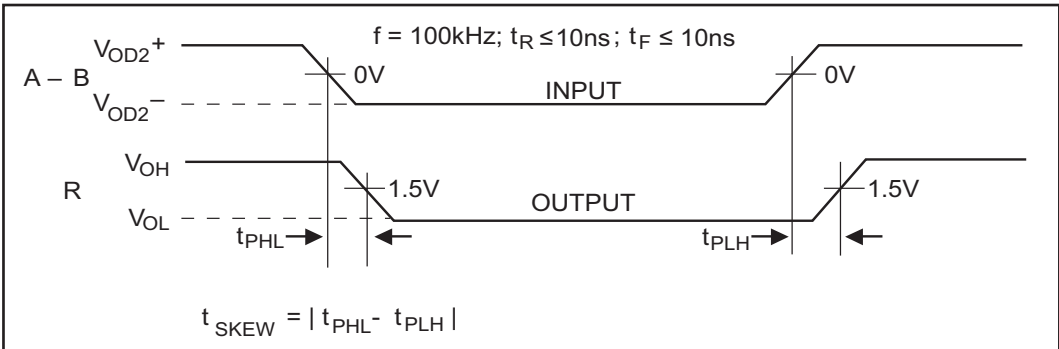 f = 100kHz; tR ≤10ns; tF ≤ 10ns
VOD2+
A – B
0V
0V
INPUT
VOD2–
VOH
R
1.5V
1.5V
OUTPUT
VOL
tPHL
tPLH
tSKEW = | tPHL- tPLH |